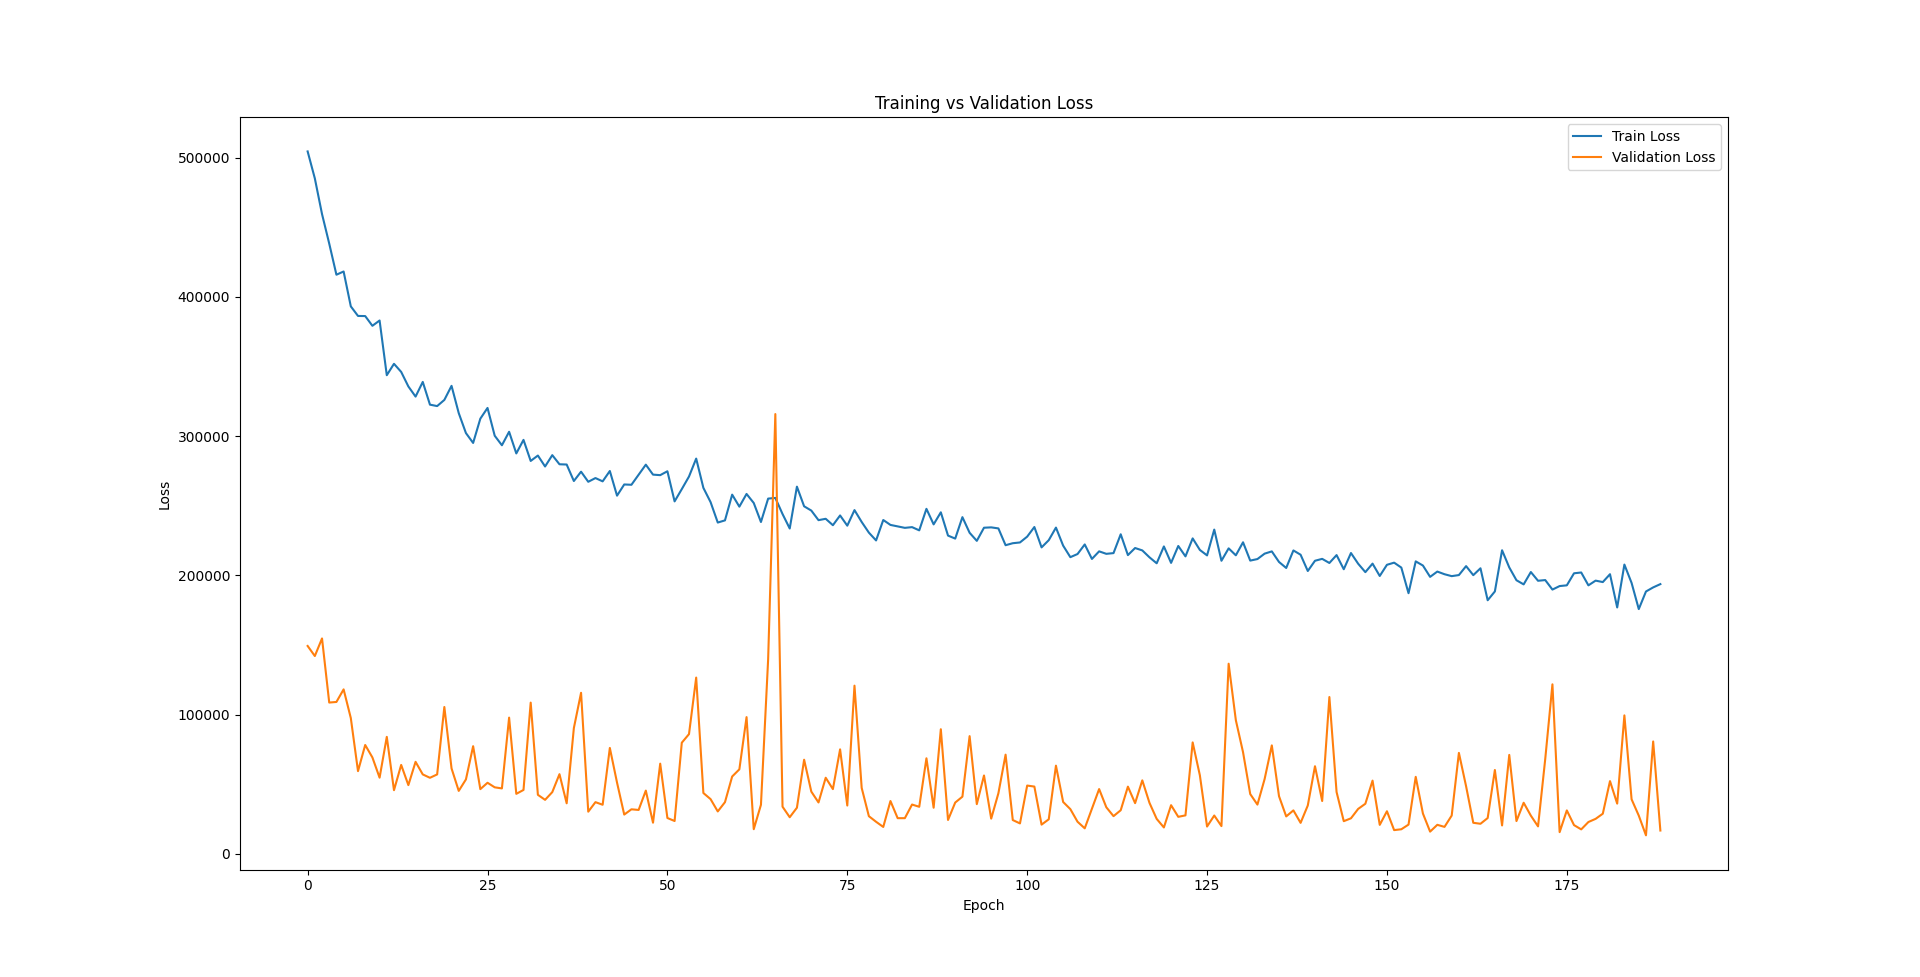 Training vs Validation Loss
Train Loss
Validation Loss
500000
400000
300000
200000
100000
0
Loss
0 25 50 75 100 125 150 175
Epoch